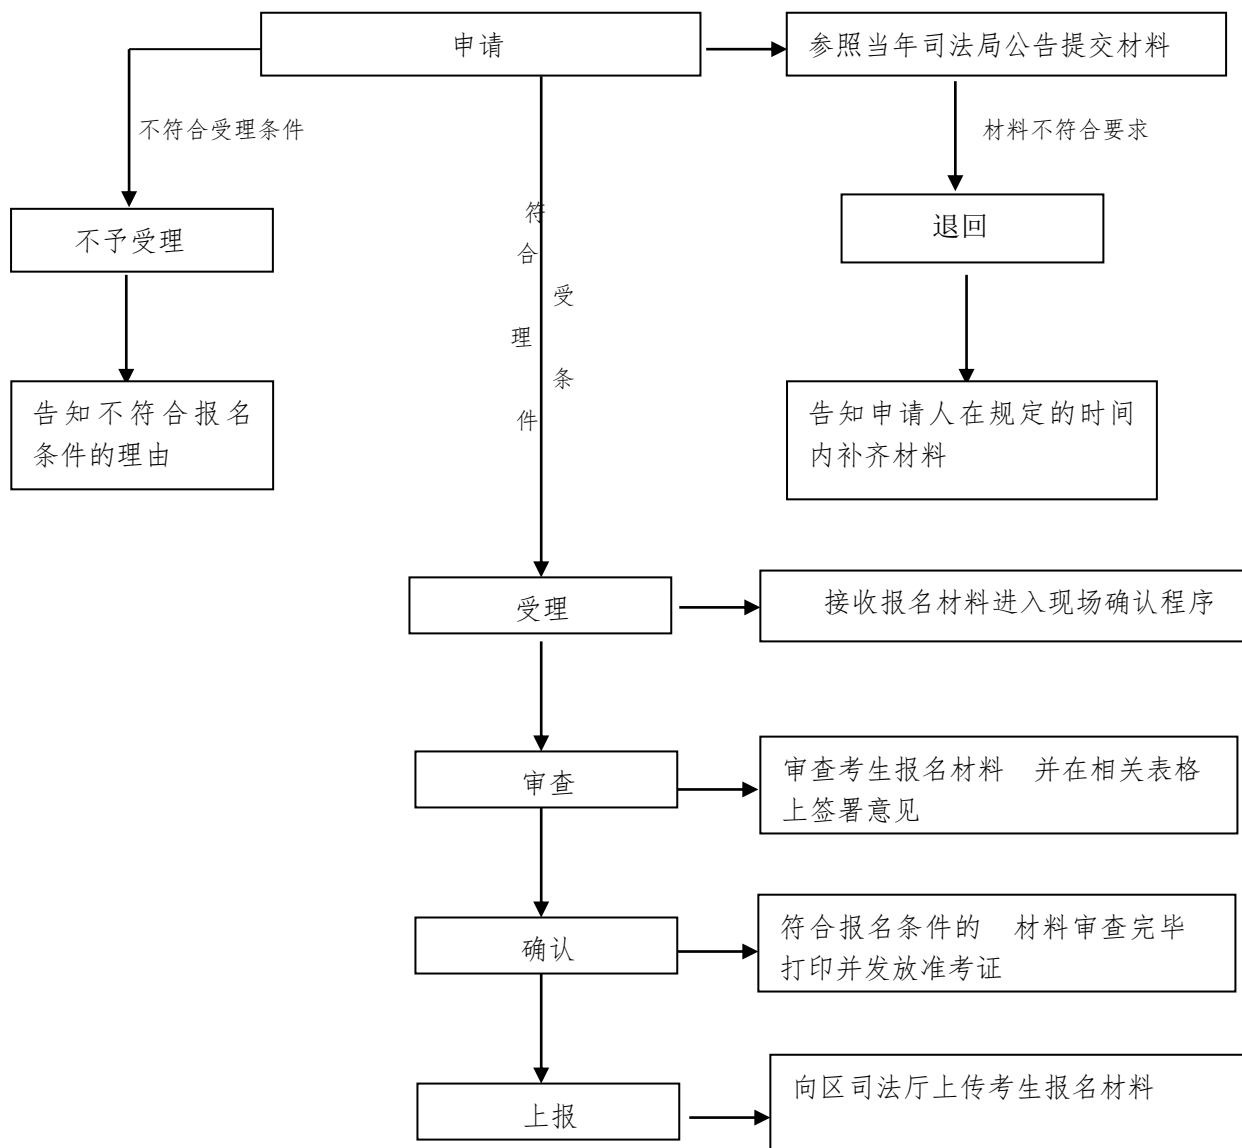 申请
参照当年司法局公告提交材料
不符合受理条件
材料不符合要求
符合受理条件
不予受理
退回
告知不符合报名
条件的理由
告知申请人在规定的时间
内补齐材料
受理
接收报名材料进入现场确认程序
审查
审查考生报名材料　并在相关表格
上签署意见
确认
符合报名条件的　材料审查完毕
打印并发放准考证
上报
向区司法厅上传考生报名材料